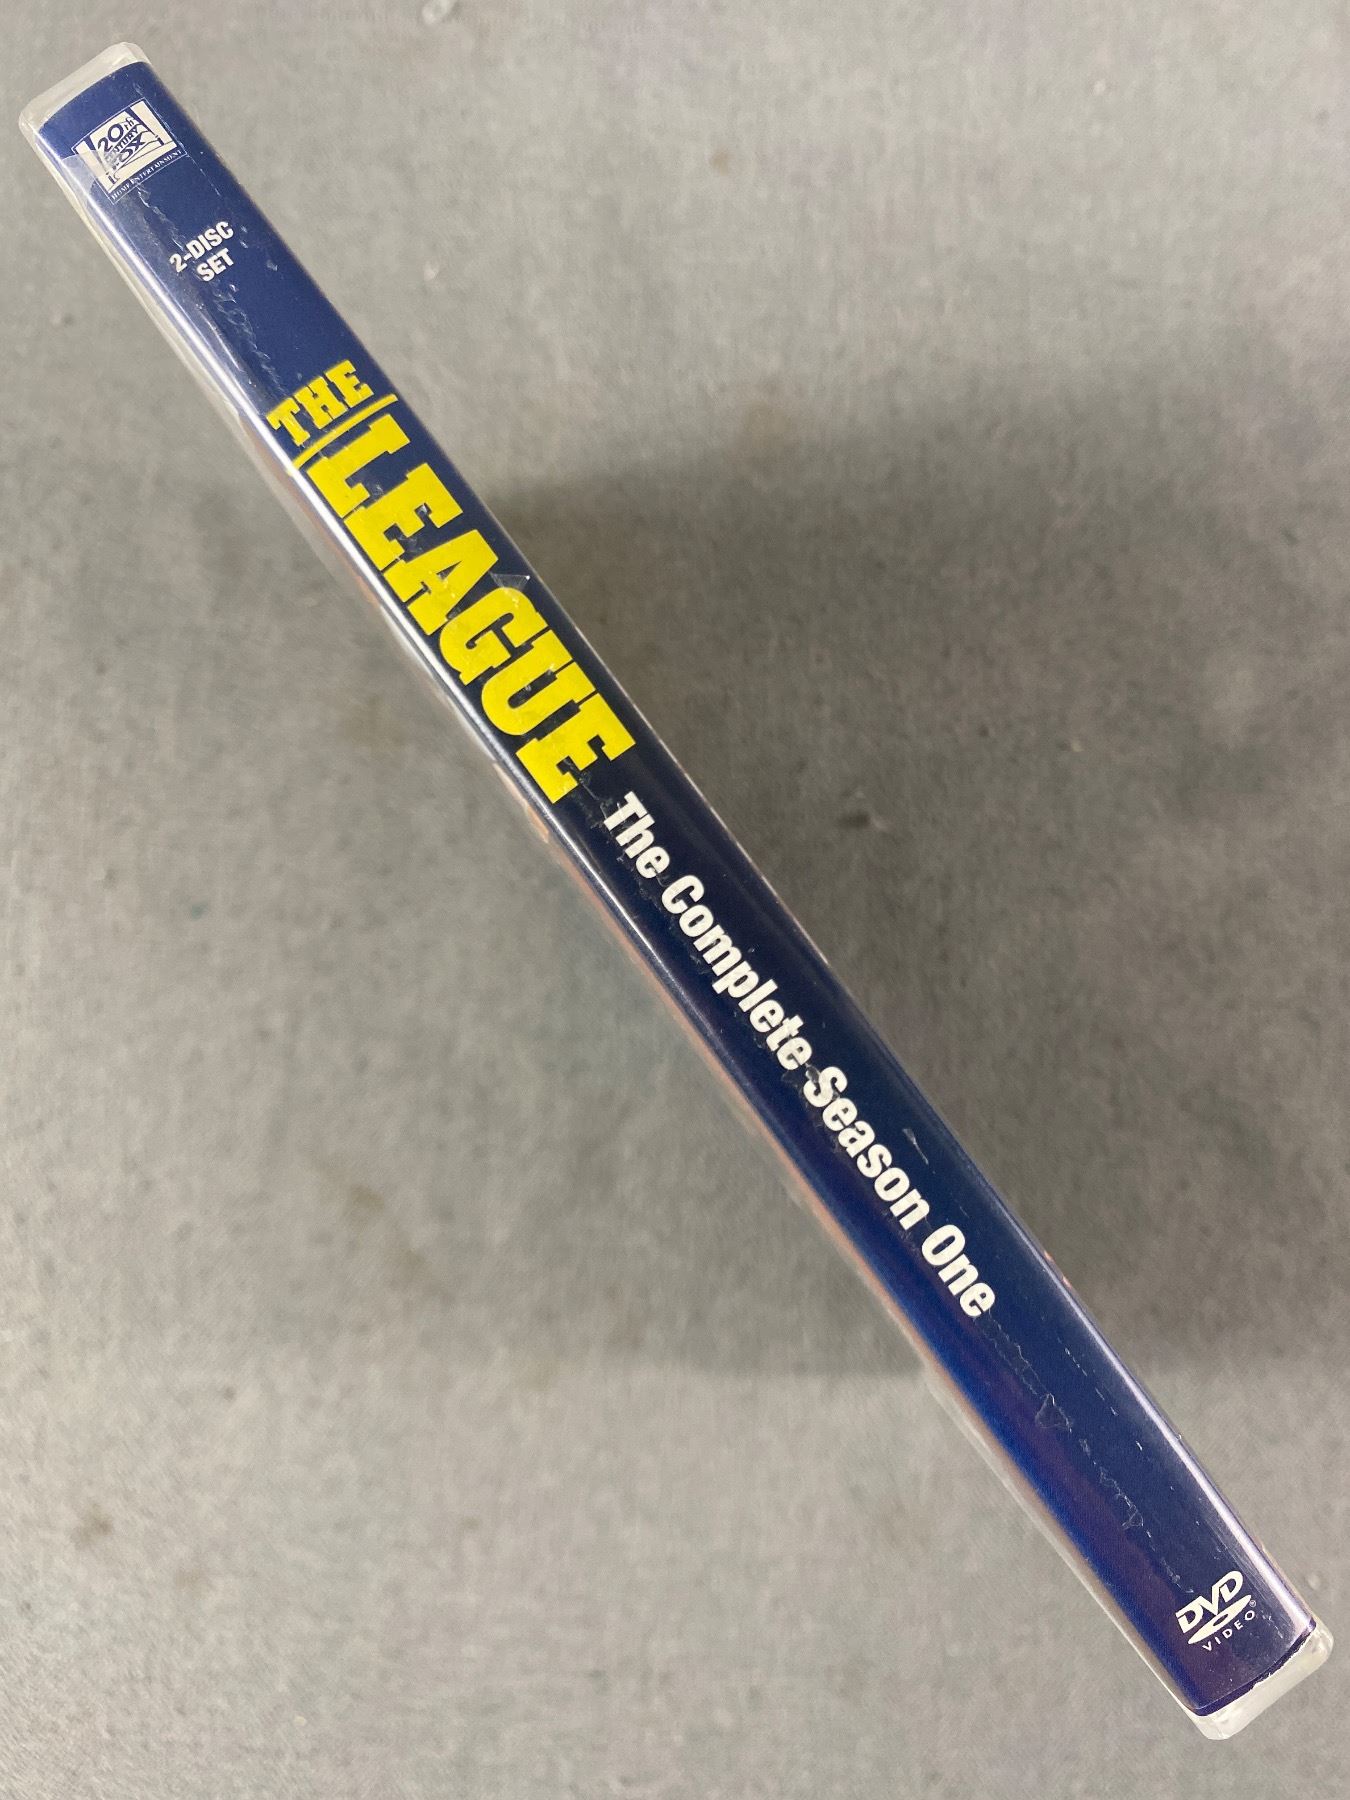 20th
CENTURY
FOX
HOME ENTERTAINMENT
2-DISC
SET
THE
LEAGUE
The Complete Season One
DVD
VIDEO®